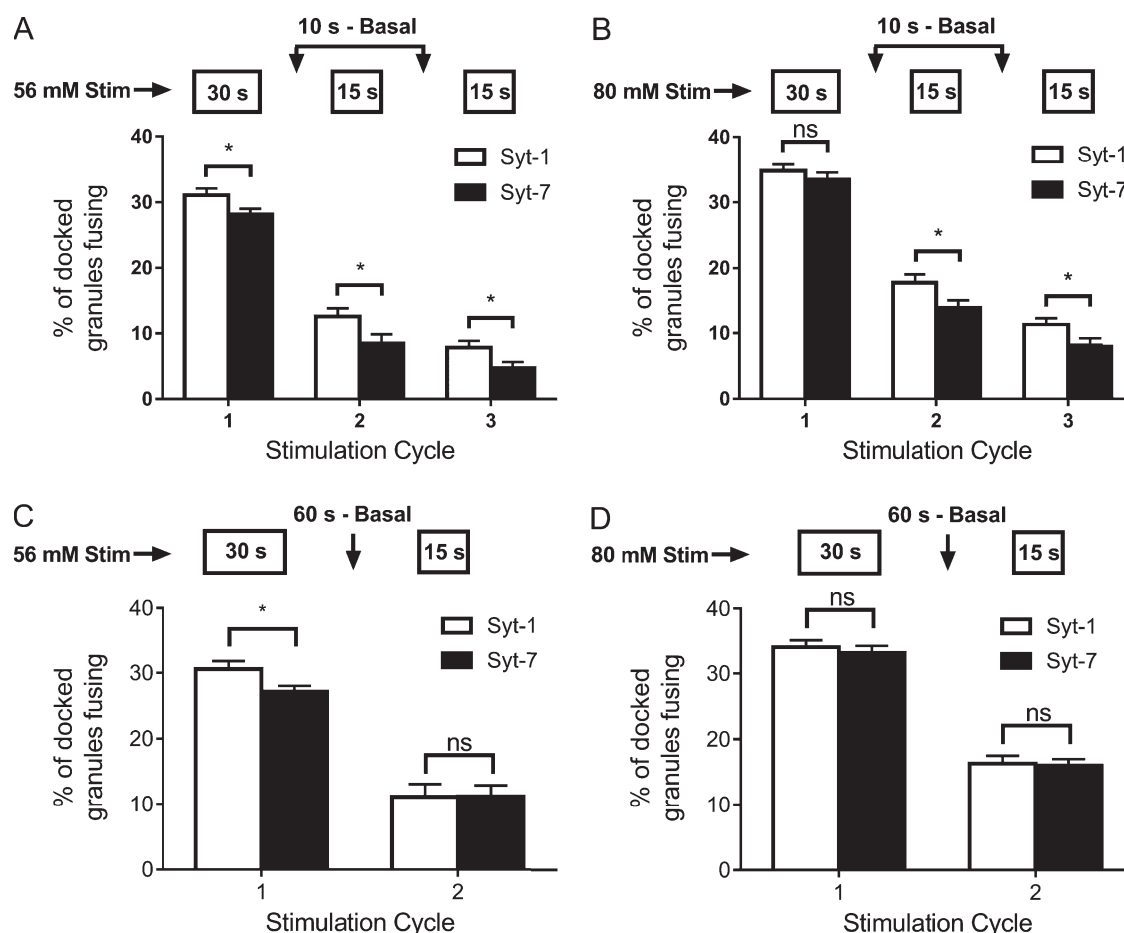 A
10 s - Basal
56 mM Stim
30 s
15 s
15 s
40
30
20
10
0
% of docked
granules fusing
*
*
*
Syt-1
Syt-7
1
2
3
Stimulation Cycle
B
10 s - Basal
80 mM Stim
30 s
15 s
15 s
40
30
20
10
0
% of docked
granules fusing
ns
*
*
Syt-1
Syt-7
1
2
3
Stimulation Cycle
C
60 s - Basal
56 mM Stim
30 s
15 s
40
30
20
10
0
% of docked
granules fusing
*
ns
Syt-1
Syt-7
1
2
Stimulation Cycle
D
60 s - Basal
80 mM Stim
30 s
15 s
40
30
20
10
0
% of docked
granules fusing
ns
ns
Syt-1
Syt-7
1
2
Stimulation Cycle